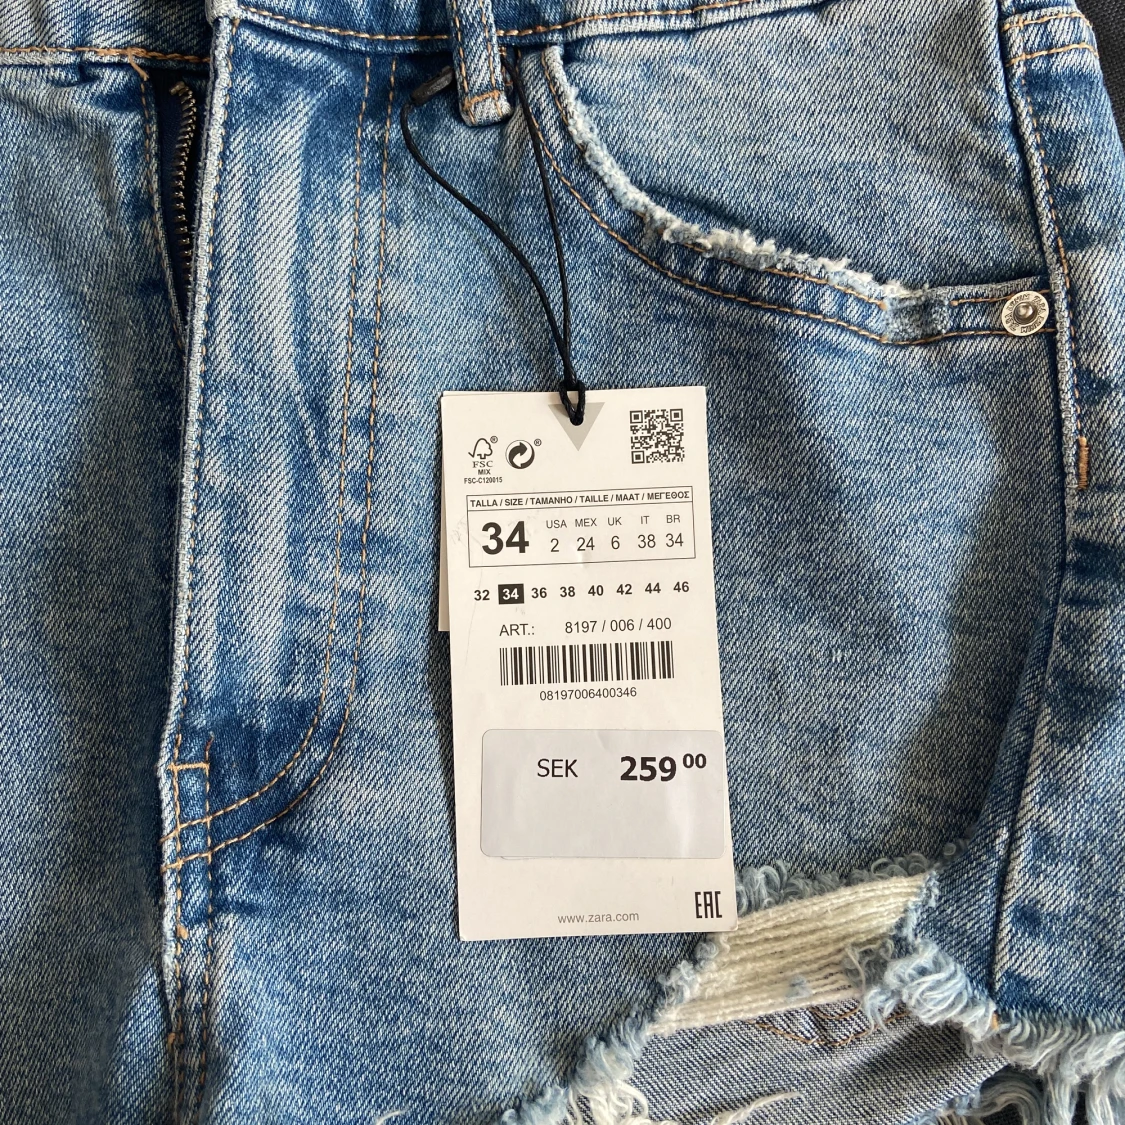 FSC
MIX
FSC-C120015
TALLA / SIZE / TAMANHO / TAILLE / MAAT / ΜΕΓΕΘΟΣ
34
USA MEX UK IT BR
2 24 6 38 34
32 34 36 38 40 42 44 46
ART.: 8197 / 006 / 400
08197006400346
SEK 259 00
www.zara.com
EAC